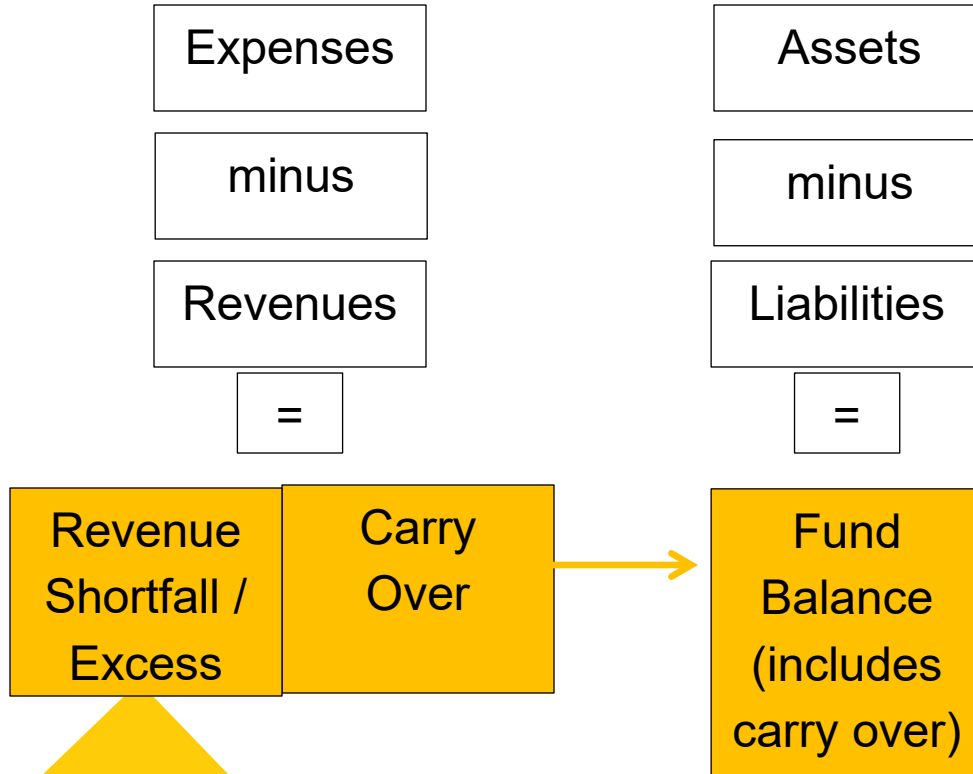 Expenses
minus
Revenues
=
Revenue
Shortfall /
Excess
Carry
Over
Assets
minus
Liabilities
=
Fund
Balance
(includes
carry over)